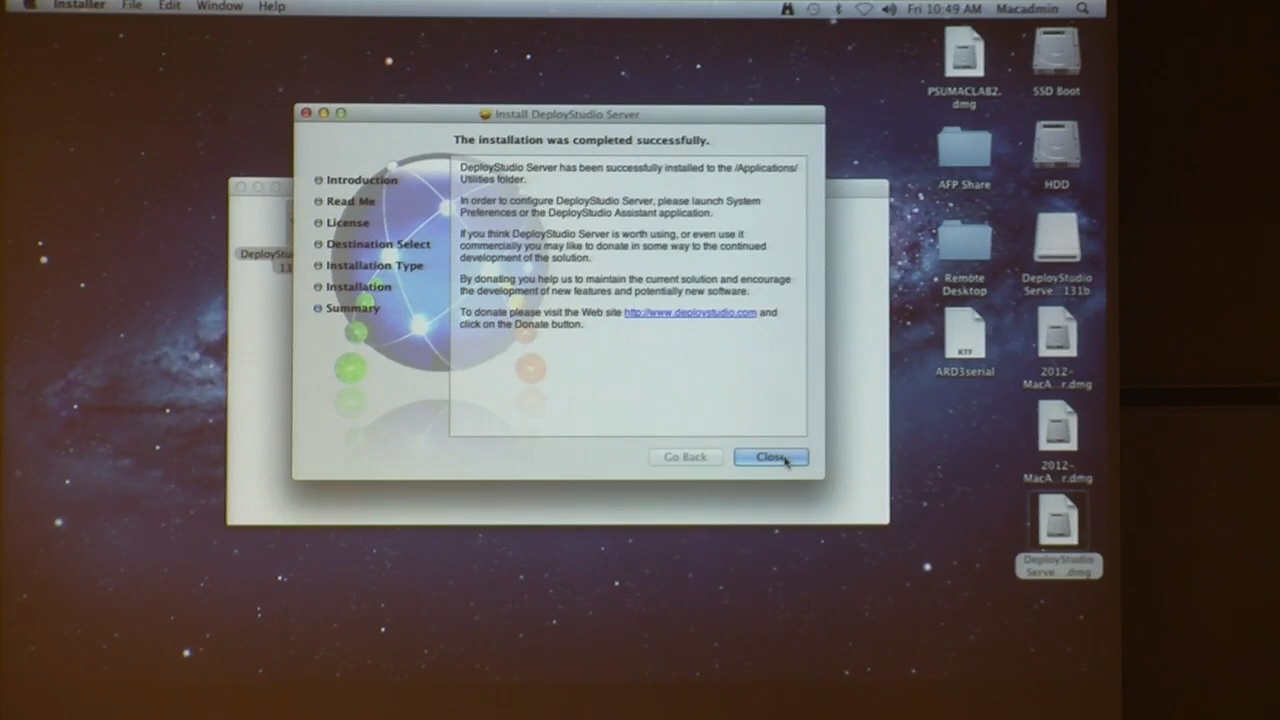 Installer File Edit Window Help Fri 10:49 AM Macadmin
PSUMACLAB2.
dmg
SSD Boot
AFP Share
HDD
Remote
Desktop
DeployStudio
Serve...131b
RTF
ARD3serial
2012-
MacA...r.dmg
2012-
MacA...r.dmg
DeployStudio
Serve....dmg
Install DeployStudio Server
The installation was completed successfully.
Introduction
Read Me
License
Destination Select
Installation Type
Installation
Summary
DeployStudio Server has been successfully installed to the /Applications/
Utilities folder.
In order to configure DeployStudio Server, please launch System
Preferences or the DeployStudio Assistant application.
If you think DeployStudio Server is worth using, or even use it
commercially you may like to donate in some way to the continued
development of the solution.
By donating you help us to maintain the current solution and encourage
the development of new features and potentially new software.
To donate please visit the Web site http://www.deploystudio.com and
click on the Donate button.
Go Back
Close